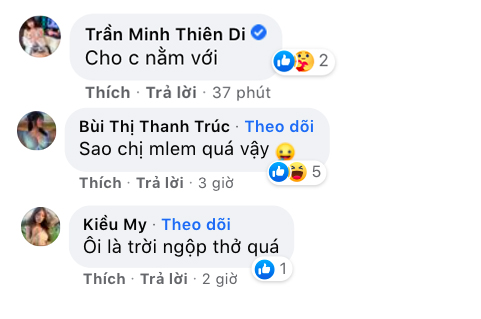 Trần Minh Thiên Di
Cho c nằm với
2
Thích · Trả lời · 37 phút
Bùi Thị Thanh Trúc · Theo dõi
Sao chị mlem quá vậy 😛
5
Thích · Trả lời · 3 giờ
Kiều My · Theo dõi
Ôi là trời ngộp thở quá
1
Thích · Trả lời · 2 giờ